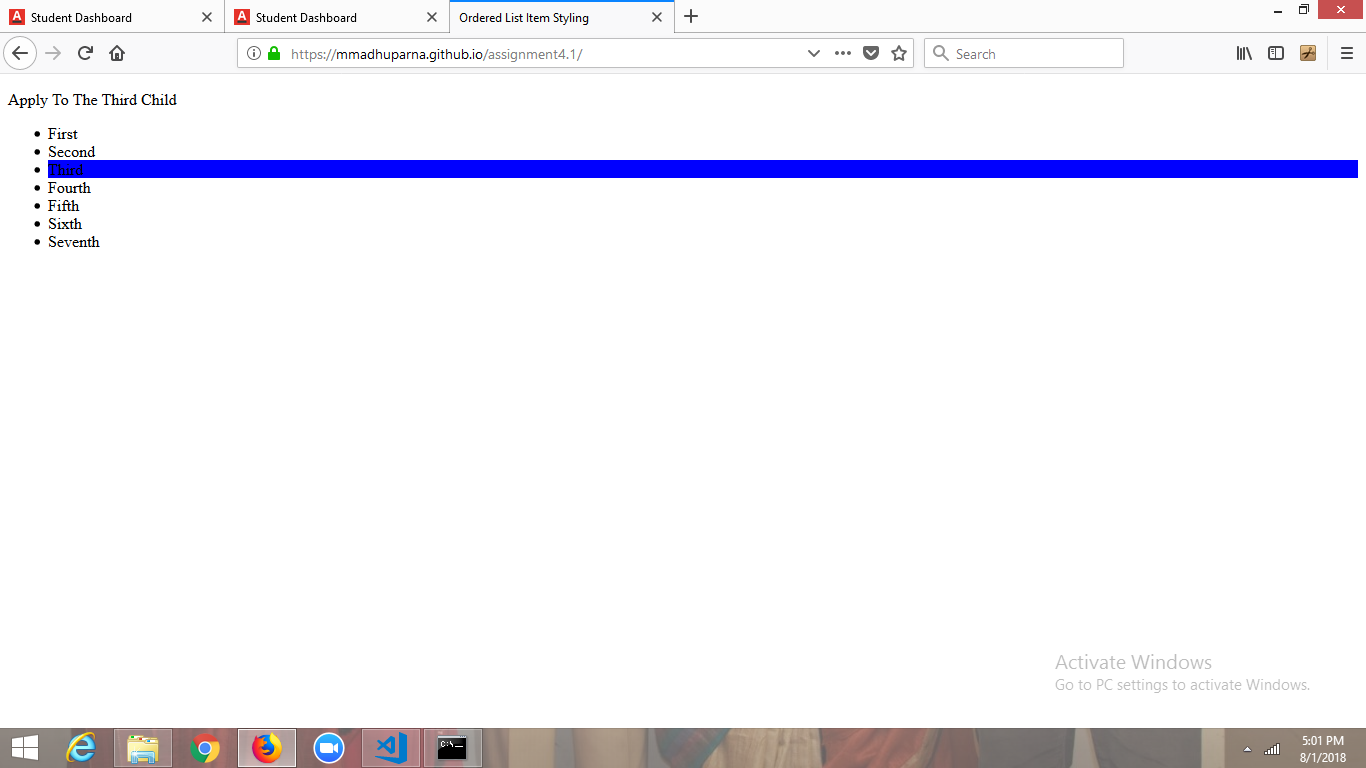 Student Dashboard
Student Dashboard
Ordered List Item Styling
https://mmadhuparna.github.io/assignment4.1/
Search
Apply To The Third Child
First
Second
Third
Fourth
Fifth
Sixth
Seventh
Activate Windows
Go to PC settings to activate Windows.
5:01 PM
8/1/2018